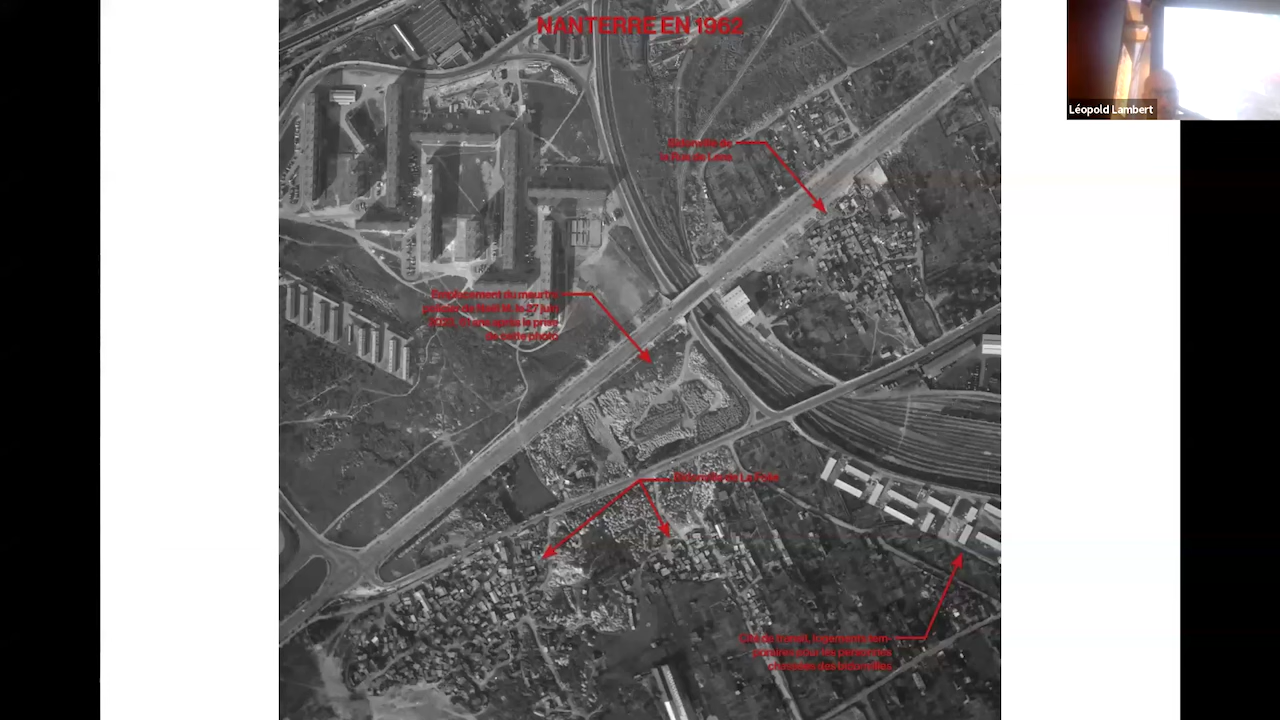 NANTERRE EN 1962
Léopold Lambert
Bidonville de
la Rue de
Emplacement du meurtre
policier de M. le 27 juin
2023, 61 ans après la prise
de cette photo
Bidonville de La Folie
Cité de transit, logements tem-
poraires pour les personnes
chassées des bidonvilles